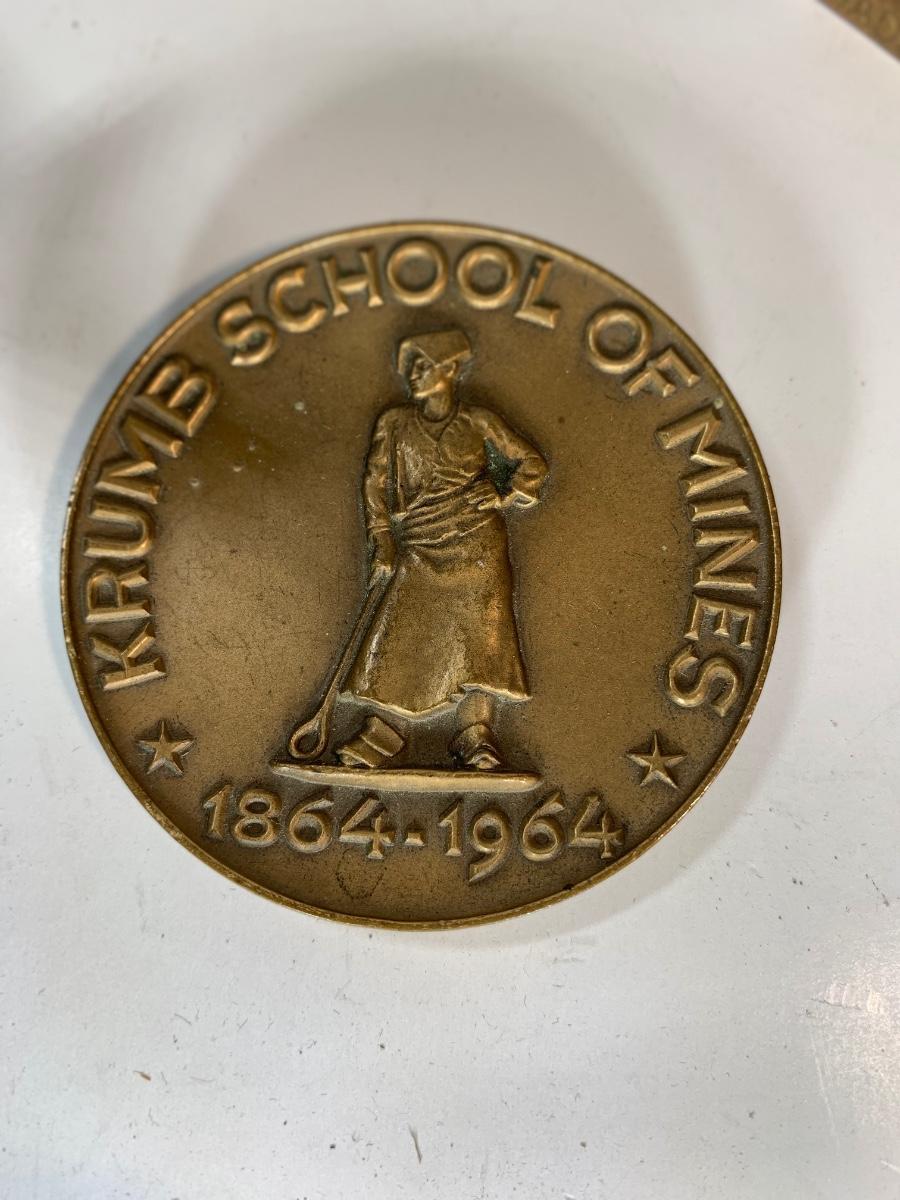 KRUMB SCHOOL OF MINES
1864-1964